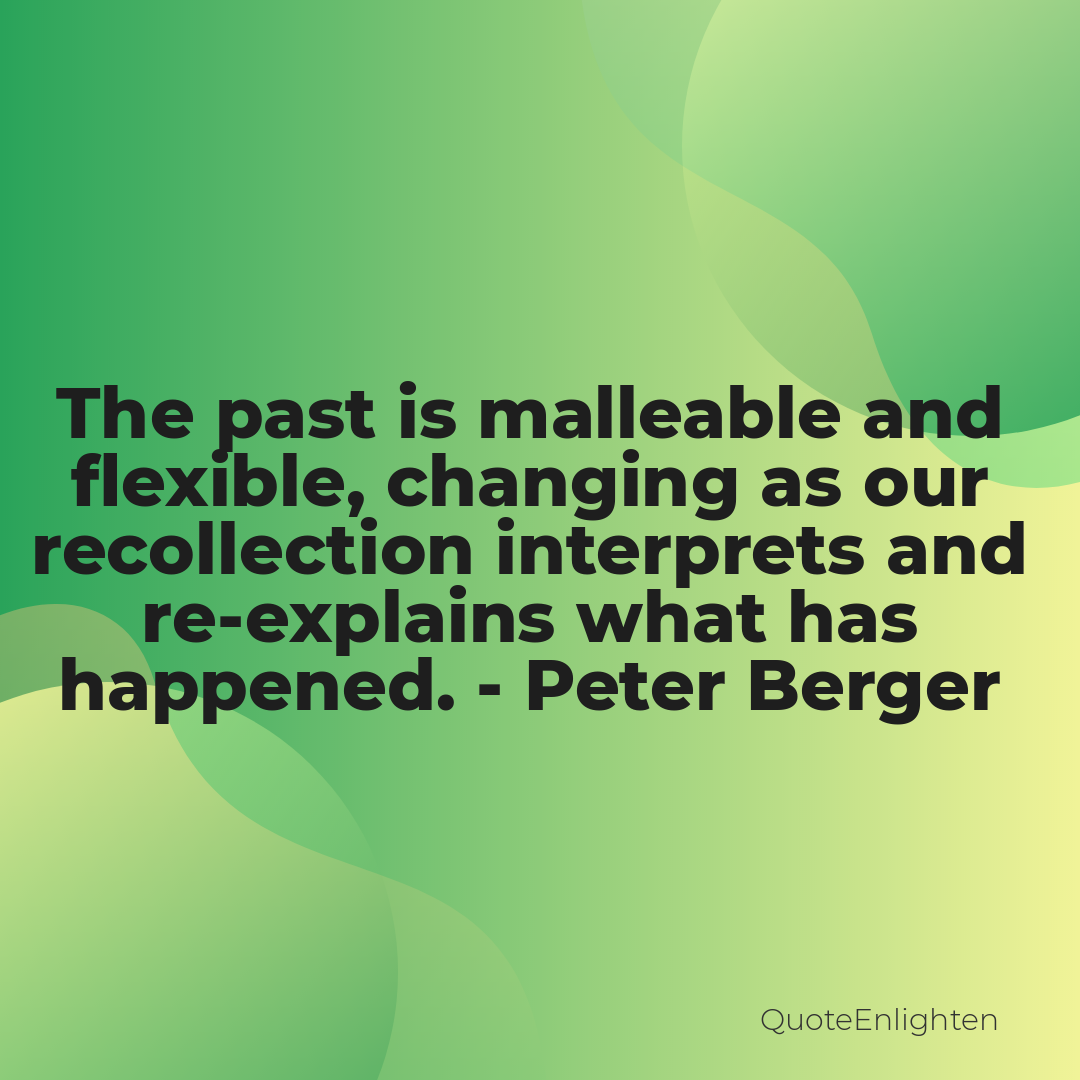 The past is malleable and
flexible, changing as our
recollection interprets and
re-explains what has
happened. - Peter Berger
QuoteEnlighten